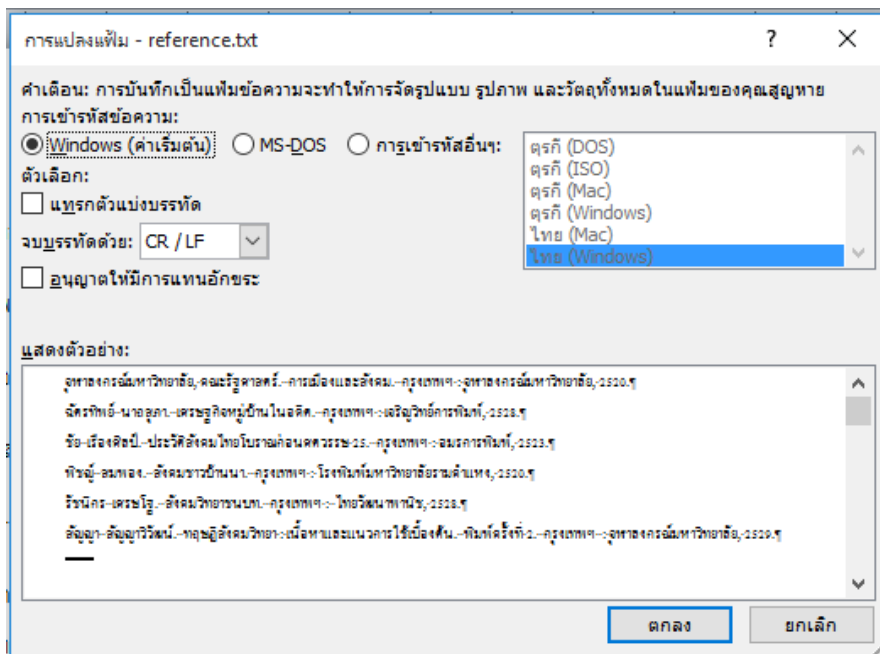 การแปลงแฟ้ม - reference.txt ? ×
คำเตือน: การบันทึกเป็นแฟ้มข้อความจะทำให้การจัดรูปแบบ รูปภาพ และวัตถุทั้งหมดในแฟ้มของคุณสูญหาย
การเข้ารหัสข้อความ:
Windows (ค่าเริ่มต้น) MS-DOS การเข้ารหัสอื่นๆ:
ตุรกี (DOS)
ตุรกี (ISO)
ตุรกี (Mac)
ตุรกี (Windows)
ไทย (Mac)
ไทย (Windows)
ตัวเลือก:
แทรกตัวแบ่งบรรทัด
จบบรรทัดด้วย: CR / LF
อนุญาตให้มีการแทนอักขระ
แสดงตัวอย่าง:
จุฬาลงกรณ์มหาวิทยาลัย, คณะรัฐศาสตร์. การเมืองและสังคม. กรุงเทพฯ : จุฬาลงกรณ์มหาวิทยาลัย, 2520.¶
ฉัตรทิพย์ นาถสุภา. เศรษฐกิจหมู่บ้านในอดีต. กรุงเทพฯ : เจริญวิทย์การพิมพ์, 2528.¶
ชัย เรืองศิลป์. ประวัติสังคมไทยโบราณก่อนศตวรรษ 25. กรุงเทพฯ : อมรการพิมพ์, 2523.¶
พิชญ์ สมพอง. สังคมชาวบ้านนา. กรุงเทพฯ : โรงพิมพ์มหาวิทยาลัยรามคำแหง, 2520.¶
รัชนิกร เศรษโฐ. สังคมวิทยาชนบท. กรุงเทพฯ : ไทยวัฒนาพานิช, 2528.¶
สัญญา สัญญาวิวัฒน์. ทฤษฎีสังคมวิทยา : เนื้อหาและแนวการใช้เบื้องต้น. พิมพ์ครั้งที่ 2. กรุงเทพฯ : จุฬาลงกรณ์มหาวิทยาลัย, 2529.¶
ตกลง ยกเลิก